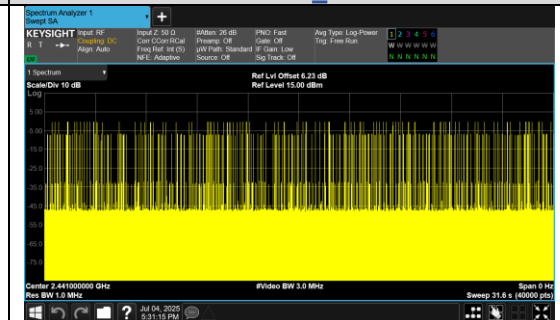 Spectrum Analyzer 1
Swept SA
+
KEYSIGHT Input: RF Input Z: 50 Ω #Atten: 26 dB PNO: Fast Avg Type: Log-Power 1 2 3 4 5 6
R T Coupling: DC Corr CCorr RCal Preamp: Off Gate: Off Trig: Free Run W W W W W W
Align: Auto Freq Ref: Int (S) µW Path: Standard IF Gain: Low N N N N N N
NFE: Adaptive Source: Off Sig Track: Off
1 Spectrum
Scale/Div 10 dB Ref Lvl Offset 6.23 dB
Log Ref Level 15.00 dBm
5.00
-5.00
-15.0
-25.0
-35.0
-45.0
-55.0
-65.0
-75.0
Center 2.441000000 GHz #Video BW 3.0 MHz Span 0 Hz
Res BW 1.0 MHz Sweep 31.6 s (40000 pts)
? Jul 04, 2025
5:31:15 PM